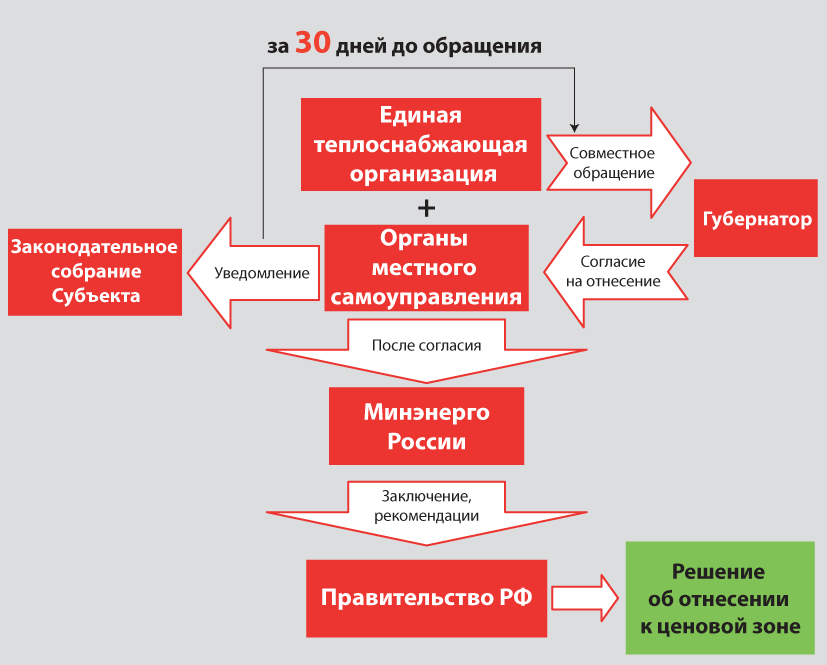 за 30 дней до обращения
Единая
теплоснабжающая
организация
Совместное
обращение
Губернатор
+
Законодательное
собрание
Субъекта
Уведомление
Органы
местного
самоуправления
Согласие
на отнесение
После согласия
Минэнерго
России
Заключение,
рекомендации
Правительство РФ
Решение
об отнесении
к ценовой зоне